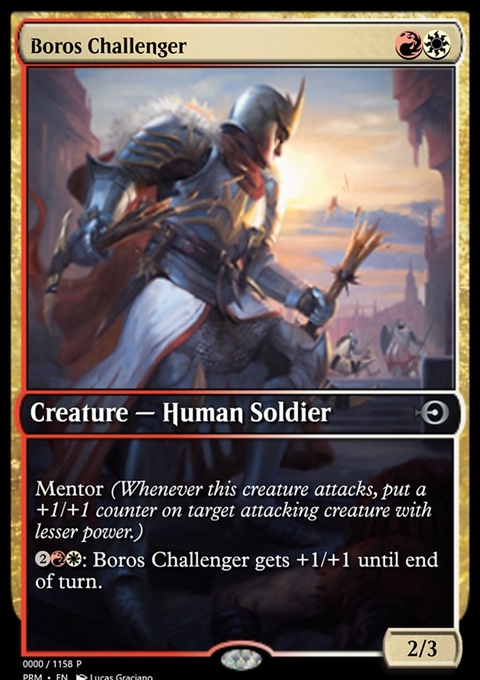 Boros Challenger
Creature — Human Soldier
Mentor (Whenever this creature attacks, put a
+1/+1 counter on target attacking creature with
lesser power.)
2: Boros Challenger gets +1/+1 until end
of turn.
2/3
0000 / 1158 P
PRM • EN Lucas Graciano